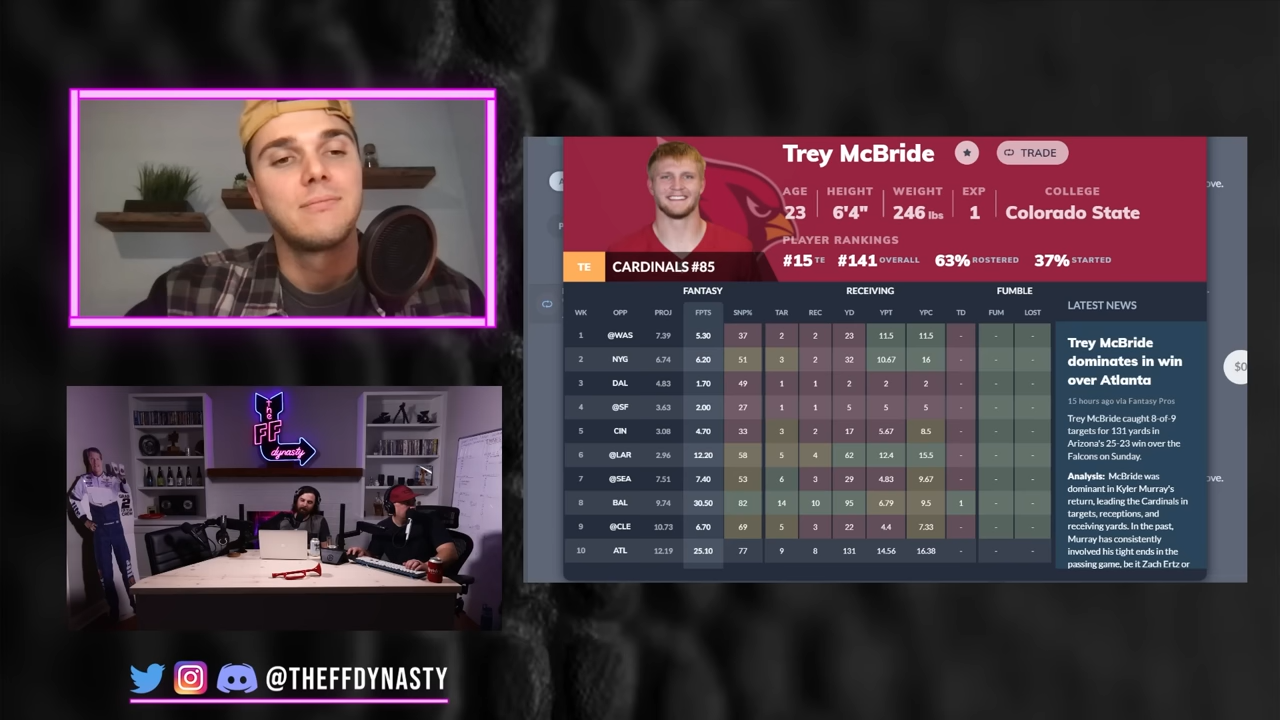 the
FF
dynasty
@THEFFDYNASTY
Trey McBride
TRADE
AGE HEIGHT WEIGHT EXP COLLEGE
23 6'4" 246 lbs 1 Colorado State
PLAYER RANKINGS
#15 TE #141 OVERALL 63% ROSTERED 37% STARTED
TE CARDINALS #85
FANTASY RECEIVING FUMBLE
WK OPP PROJ FPTS SNP% TAR REC YD YPT YPC TD FUM LOST
1 @WAS 7.39 5.30 37 2 2 23 11.5 11.5 - - -
2 NYG 6.74 6.20 51 3 2 32 10.67 16 - - -
3 DAL 4.83 1.70 49 1 1 2 2 2 - - -
4 @SF 3.63 2.00 27 1 1 5 5 5 - - -
5 CIN 3.08 4.70 33 3 2 17 5.67 8.5 - - -
6 @LAR 2.96 12.20 58 5 4 62 12.4 15.5 - - -
7 @SEA 7.51 7.40 53 6 3 29 4.83 9.67 - - -
8 BAL 9.74 30.50 82 14 10 95 6.79 9.5 1 - -
9 @CLE 10.73 6.70 69 5 3 22 4.4 7.33 - - -
10 ATL 12.19 25.10 77 9 8 131 14.56 16.38 - - -
LATEST NEWS
Trey McBride
dominates in win
over Atlanta
15 hours ago via Fantasy Pros
Trey McBride caught 8-of-9
targets for 131 yards in
Arizona's 25-23 win over the
Falcons on Sunday.
Analysis: McBride was
dominant in Kyler Murray's
return, leading the Cardinals in
targets, receptions, and
receiving yards. In the past,
Murray has consistently
involved his tight ends in the
passing game, be it Zach Ertz or
ove.
$0
ove.